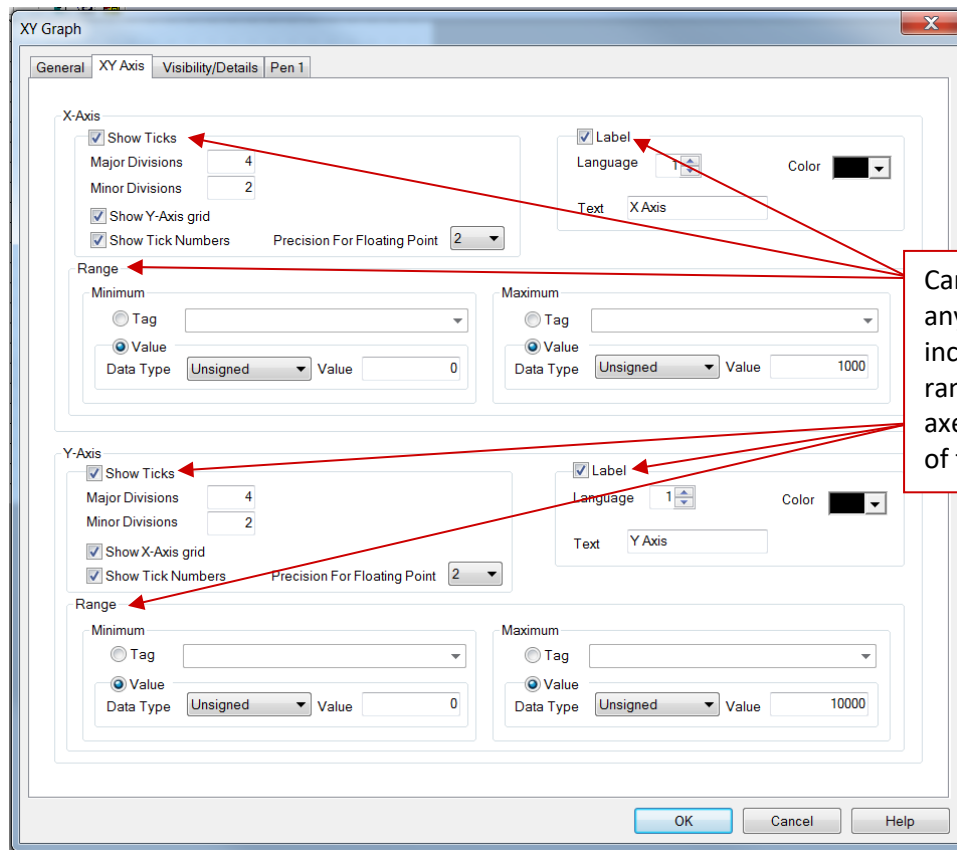 XY Graph
General XY Axis Visibility/Details Pen 1
X-Axis
Show Ticks
Major Divisions 4
Minor Divisions 2
Show Y-Axis grid
Show Tick Numbers Precision For Floating Point 2
Label
Language 1 Color
Text X Axis
Range
Minimum
Tag
Value
Data Type Unsigned Value 0
Maximum
Tag
Value
Data Type Unsigned Value 1000
Y-Axis
Show Ticks
Major Divisions 4
Minor Divisions 2
Show X-Axis grid
Show Tick Numbers Precision For Floating Point 2
Label
Language 1 Color
Text Y Axis
Range
Minimum
Tag
Value
Data Type Unsigned Value 0
Maximum
Tag
Value
Data Type Unsigned Value 10000
OK Cancel Help
of